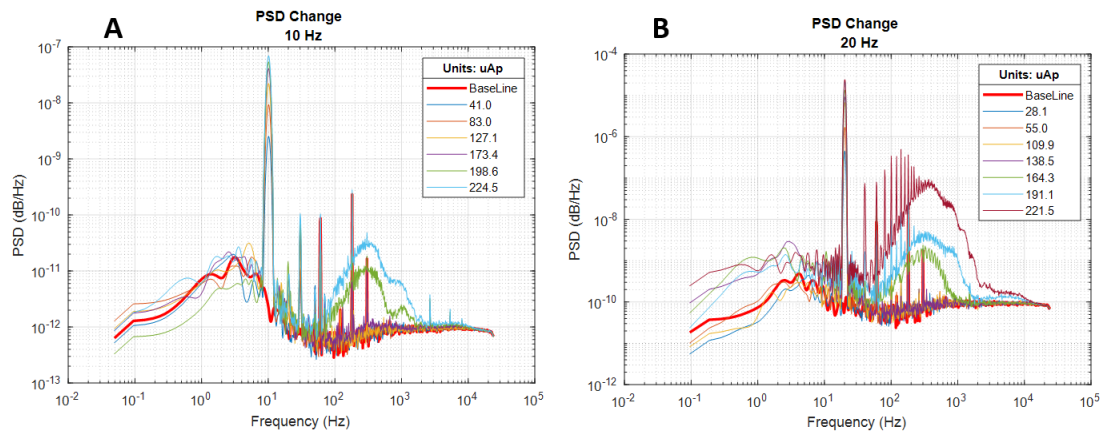 A
PSD Change
10 Hz
10^-7
10^-8
10^-9
10^-10
10^-11
10^-12
10^-13
PSD (dB/Hz)
10^-2
10^-1
10^0
10^1
10^2
10^3
10^4
10^5
Frequency (Hz)
Units: uAp
BaseLine
41.0
83.0
127.1
173.4
198.6
224.5
B
PSD Change
20 Hz
10^-4
10^-6
10^-8
10^-10
10^-12
PSD (dB/Hz)
10^-2
10^-1
10^0
10^1
10^2
10^3
10^4
10^5
Frequency (Hz)
Units: uAp
BaseLine
28.1
55.0
109.9
138.5
164.3
191.1
221.5